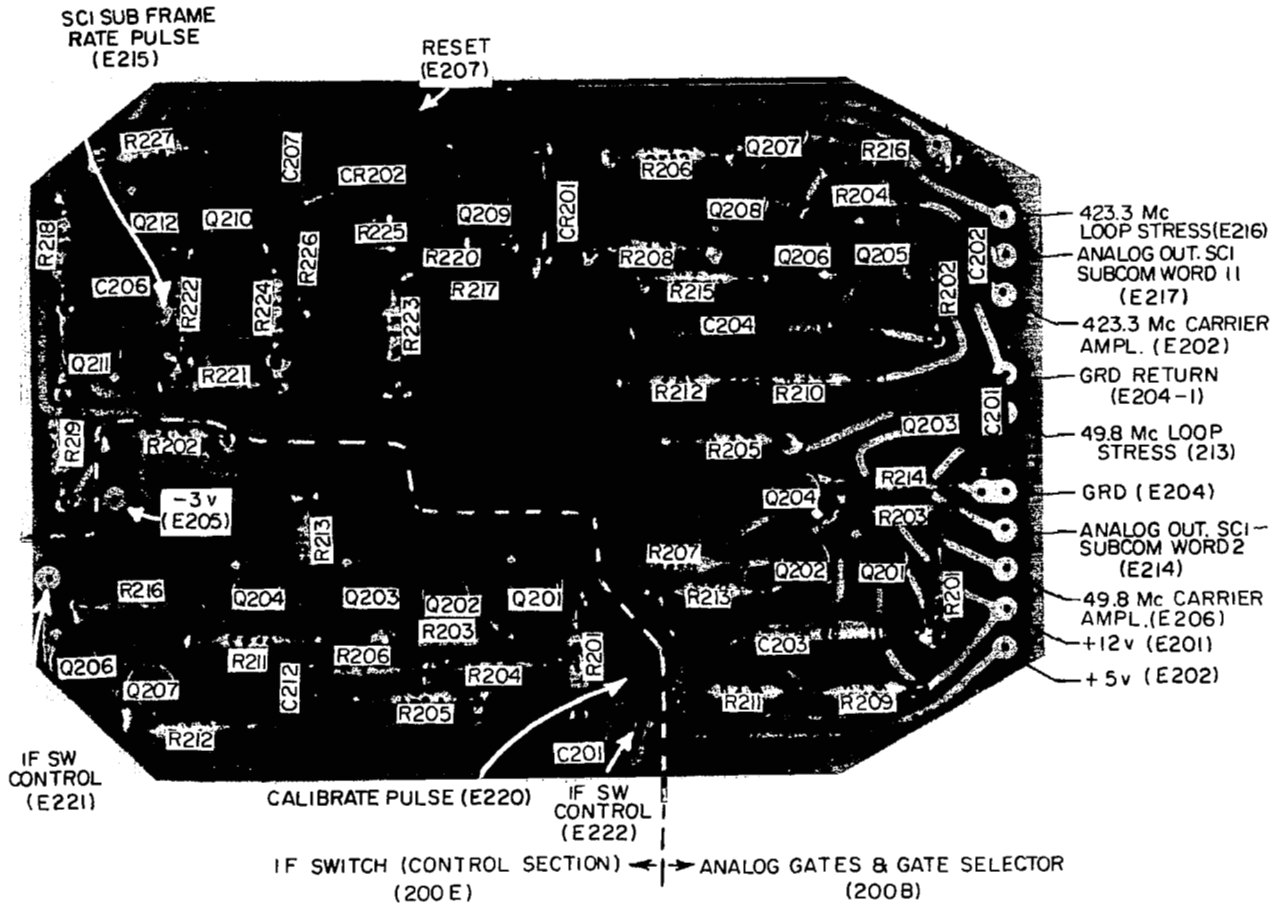 SCI SUB FRAME
RATE PULSE
(E215)
RESET
(E207)
R227
C207
CR202
R206
Q207
R216
R218
Q212
Q210
R226
R225
Q209
CR201
Q208
R204
R220
R208
Q206
Q205
C202
C206
R222
R224
R217
R215
R202
R223
C204
Q211
R221
R212
R210
C201
Q203
R219
R202
R205
R214
Q204
R203
-3v
(E205)
R213
R207
Q202
Q201
R216
Q204
Q203
Q202
Q201
R213
R201
R203
R201
C203
Q206
R211
R206
R204
Q207
C212
R205
R211
R209
R212
C201
423.3 Mc
LOOP STRESS(E216)
ANALOG OUT. SCI
SUBCOM WORD 11
(E217)
423.3 Mc CARRIER
AMPL. (E202)
GRD RETURN
(E204-1)
49.8 Mc LOOP
STRESS (213)
GRD (E204)
ANALOG OUT. SCI-
SUBCOM WORD 2
(E214)
49.8 Mc CARRIER
AMPL.(E206)
+12v (E201)
+5v (E202)
IF SW
CONTROL
(E221)
CALIBRATE PULSE (E220)
IF SW
CONTROL
(E222)
IF SWITCH (CONTROL SECTION)
(200E)
ANALOG GATES & GATE SELECTOR
(200B)